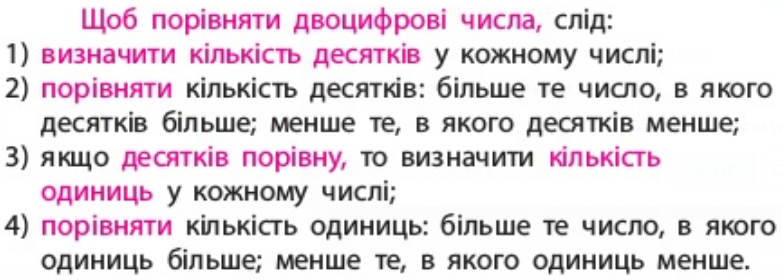 Щоб порівняти двоцифрові числа, слід:
1) визначити кількість десятків у кожному числі;
2) порівняти кількість десятків: більше те число, в якого
десятків більше; менше те, в якого десятків менше;
3) якщо десятків порівну, то визначити кількість
одиниць у кожному числі;
4) порівняти кількість одиниць: більше те число, в якого
одиниць більше; менше те, в якого одиниць менше.